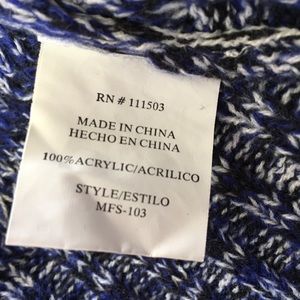 RN # 111503
MADE IN CHINA
HECHO EN CHINA
100%ACRYLIC/ACRILICO
STYLE/ESTILO
MFS-103